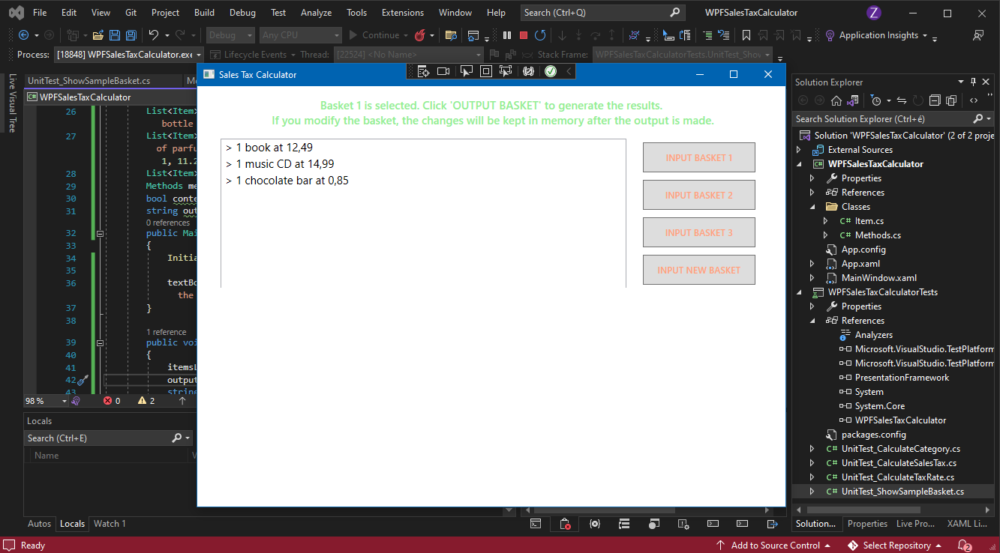 File Edit View Git Project Build Debug Test Analyze Tools Extensions Window Help Search (Ctrl+Q) WPFSalesTaxCalculator Z
Debug Any CPU Continue Application Insights
Process: [18848] WPFSalesTaxCalculator.exe Lifecycle Events Thread: [22524] <No Name> Stack Frame: WPFSalesTaxCalculatorTests.UnitTest_Show
Live Visual Tree
UnitTest_ShowSampleBasket.cs
C# WPFSalesTaxCalculator
26 List<Item>
bottle
27 List<Item>
of parfu
1, 11.2
28 List<Item>
29 Methods me
30 bool conte
31 string out
0 references
32 public Mai
33 {
34 Initia
35
36 textBo
the
37 }
38
1 reference
39 public voi
40 {
41 itemsL
42 output
43 string
98 % 0 2
Locals
Search (Ctrl+E)
Name
Autos Locals Watch 1
Sales Tax Calculator
Basket 1 is selected. Click 'OUTPUT BASKET' to generate the results.
If you modify the basket, the changes will be kept in memory after the output is made.
> 1 book at 12,49
> 1 music CD at 14,99
> 1 chocolate bar at 0,85
INPUT BASKET 1
INPUT BASKET 2
INPUT BASKET 3
INPUT NEW BASKET
Solution Explorer
Search Solution Explorer (Ctrl+é)
Solution 'WPFSalesTaxCalculator' (2 of 2 proje
External Sources
C# WPFSalesTaxCalculator
Properties
References
Classes
C# Item.cs
C# Methods.cs
App.config
App.xaml
MainWindow.xaml
WPFSalesTaxCalculatorTests
Properties
References
Analyzers
Microsoft.VisualStudio.TestPlatform
Microsoft.VisualStudio.TestPlatform
PresentationFramework
System
System.Core
WPFSalesTaxCalculator
packages.config
C# UnitTest_CalculateCategory.cs
C# UnitTest_CalculateSalesTax.cs
C# UnitTest_CalculateTaxRate.cs
C# UnitTest_ShowSampleBasket.cs
Solution... Properties Live Pro... XAML Li...
Ready Add to Source Control Select Repository 2